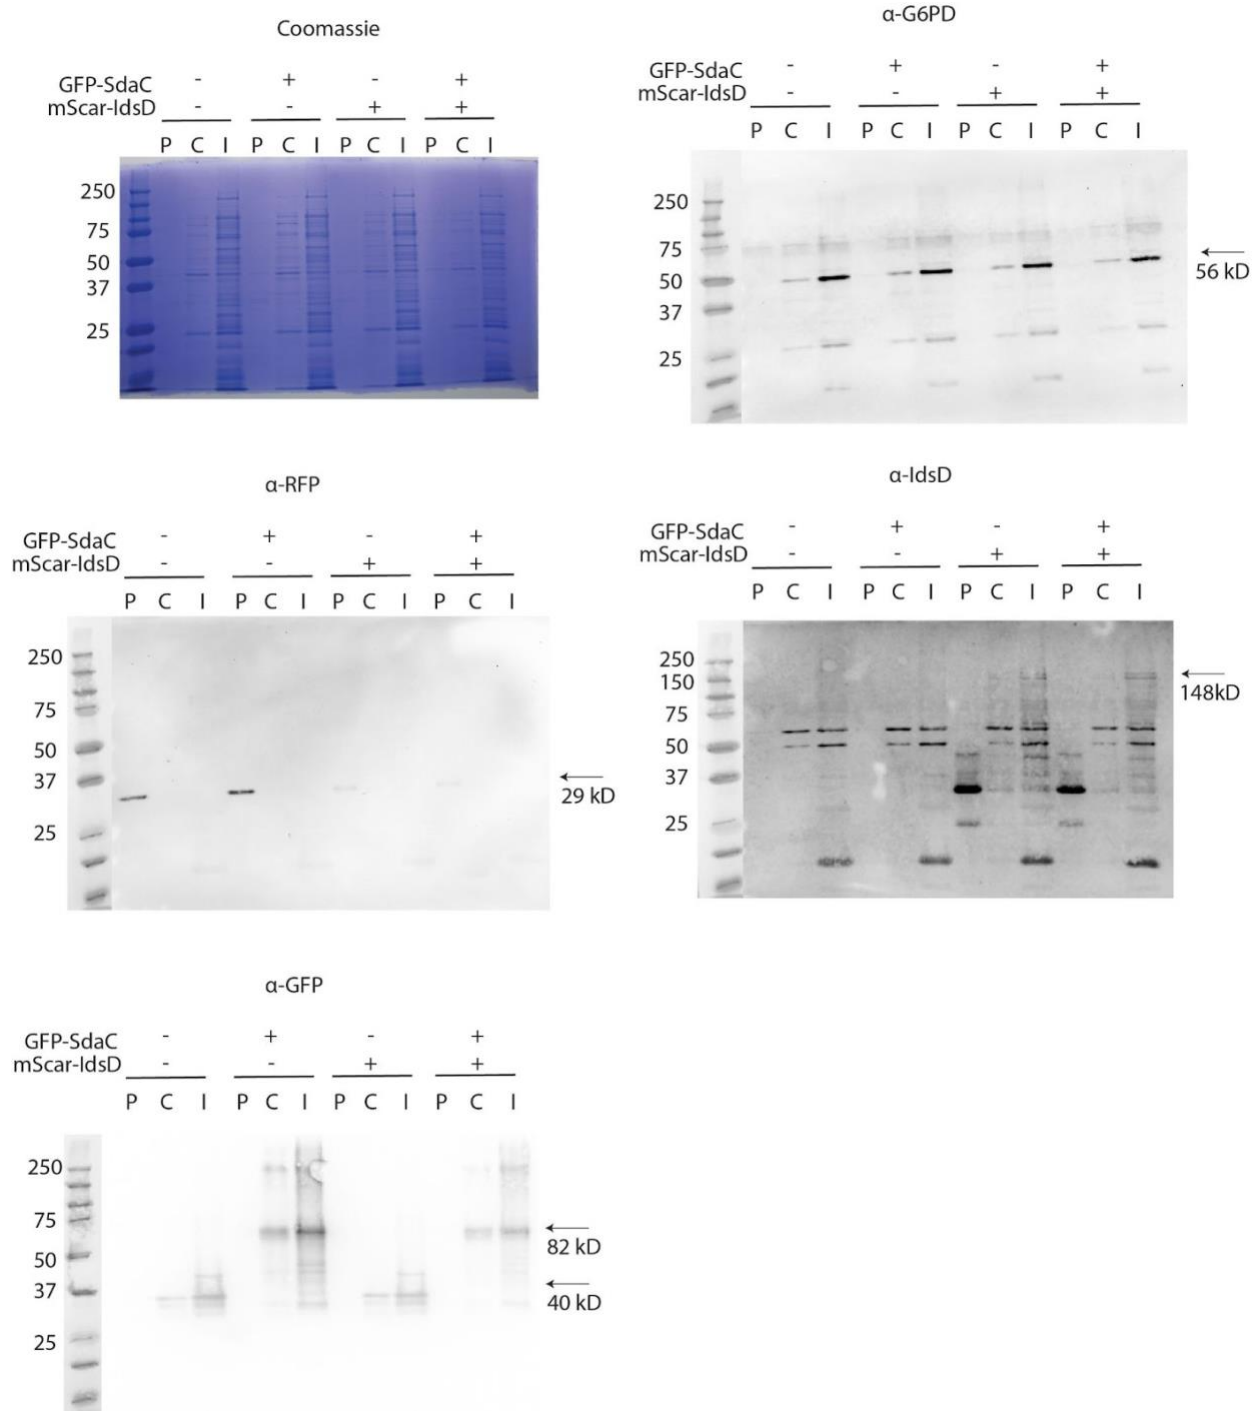 Coomassie
GFP-SdaC - + - +
mScar-IdsD - - + +
P C I P C I P C I P C I
250
75
50
37
25
α-G6PD
GFP-SdaC - + - +
mScar-IdsD - - + +
P C I P C I P C I P C I
250
75
50
37
25
56 kD
α-RFP
GFP-SdaC - + - +
mScar-IdsD - - + +
P C I P C I P C I P C I
250
75
50
37
25
29 kD
α-IdsD
GFP-SdaC - + - +
mScar-IdsD - - + +
P C I P C I P C I P C I
250
150
75
50
37
25
148kD
α-GFP
GFP-SdaC - + - +
mScar-IdsD - - + +
P C I P C I P C I P C I
250
75
50
37
25
82 kD
40 kD